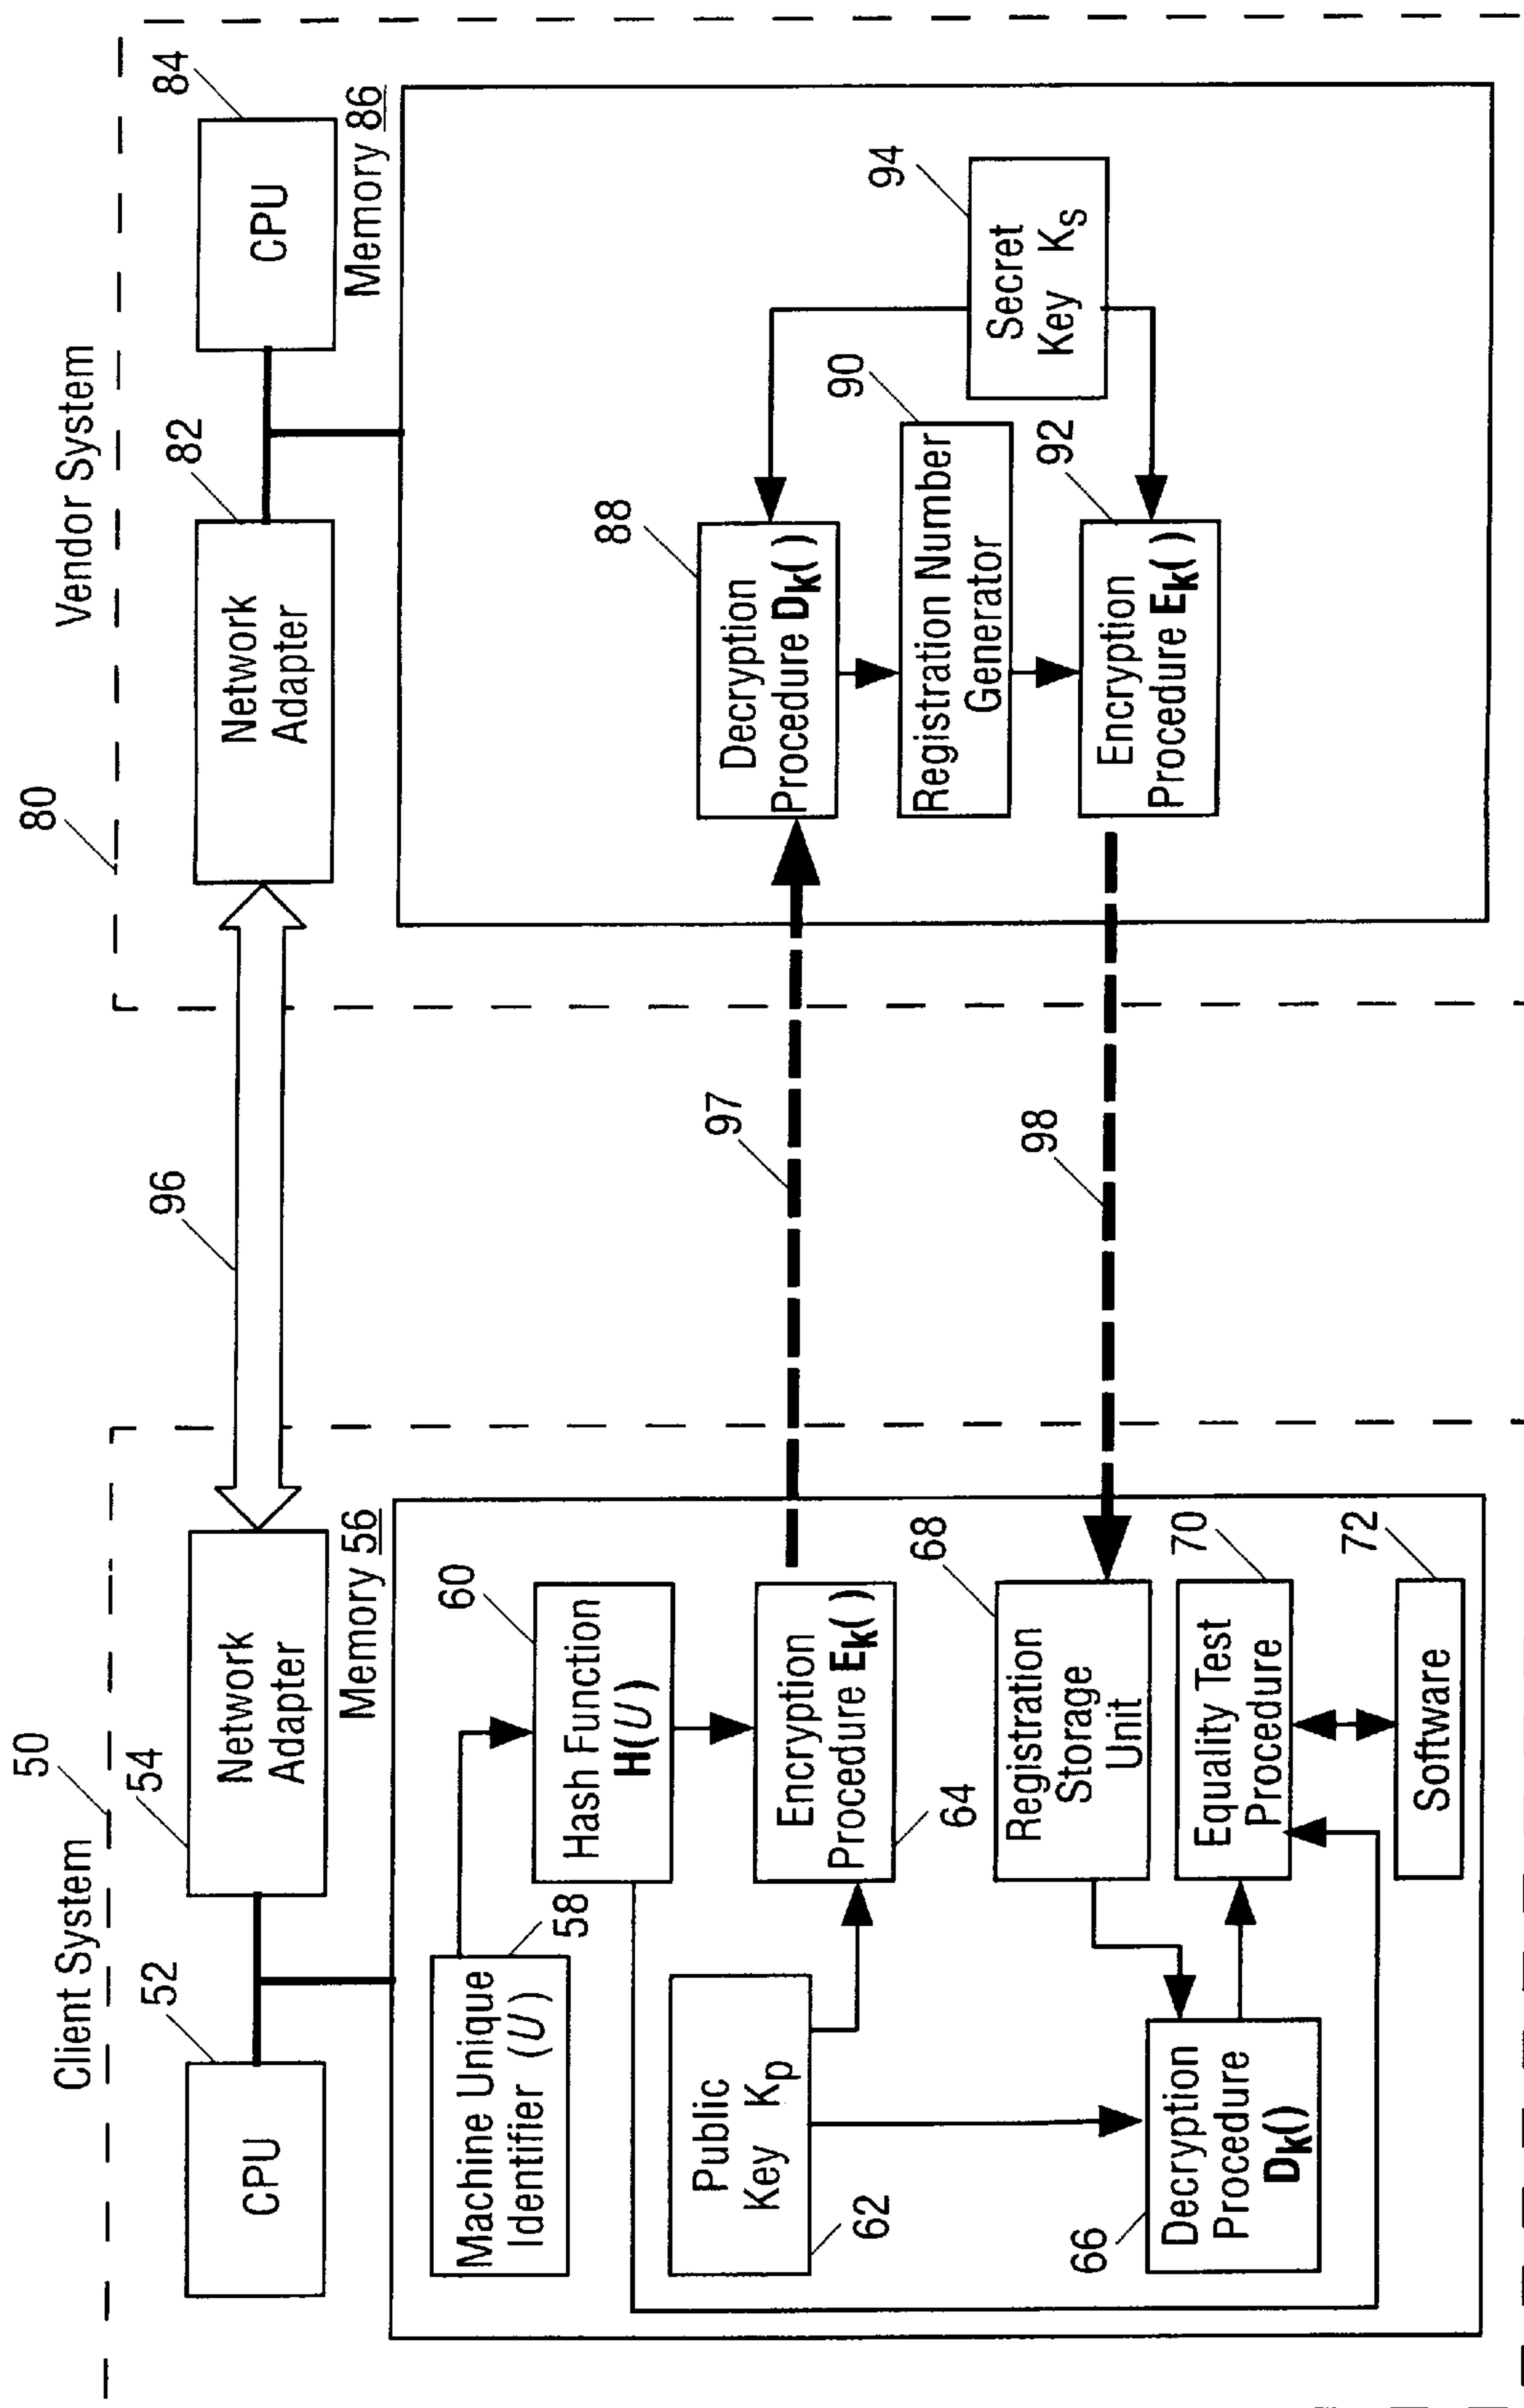 Client System
50
52
CPU
54
Network
Adapter
Memory 56
58
Machine Unique
Identifier (U)
60
Hash Function
H(U)
62
Public
Key Kp
64
Encryption
Procedure Ek( )
66
Decryption
Procedure
Dk()
68
Registration
Storage
Unit
70
Equality Test
Procedure
72
Software
96
97
98
Vendor System
80
82
Network
Adapter
84
CPU
Memory 86
88
Decryption
Procedure Dk( )
90
Registration Number
Generator
92
Encryption
Procedure Ek( )
94
Secret
Key Ks